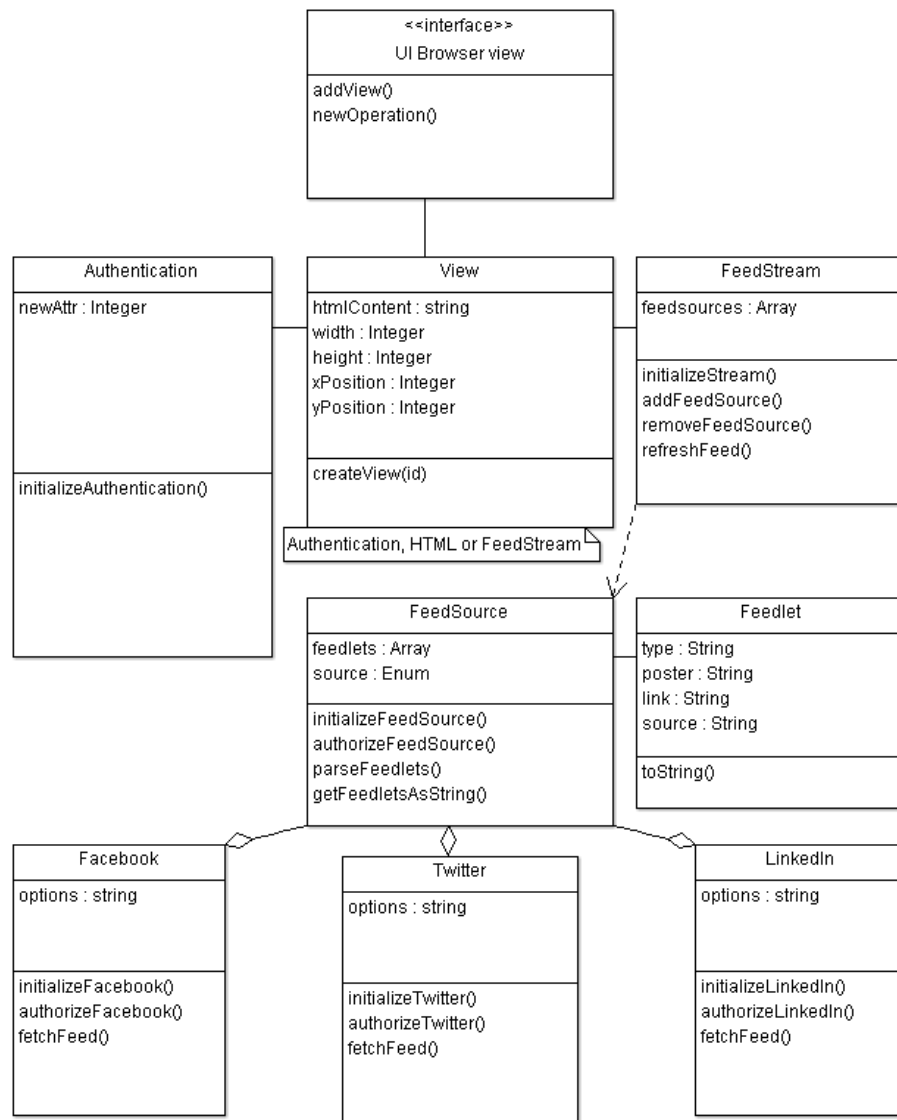 <<interface>>
UI Browser view
addView()
newOperation()
Authentication
newAttr : Integer
initializeAuthentication()
View
htmlContent : string
width : Integer
height : Integer
xPosition : Integer
yPosition : Integer
createView(id)
FeedStream
feedsources : Array
initializeStream()
addFeedSource()
removeFeedSource()
refreshFeed()
Authentication, HTML or FeedStream
FeedSource
feedlets : Array
source : Enum
initializeFeedSource()
authorizeFeedSource()
parseFeedlets()
getFeedletsAsString()
Feedlet
type : String
poster : String
link : String
source : String
toString()
Facebook
options : string
initializeFacebook()
authorizeFacebook()
fetchFeed()
Twitter
options : string
initializeTwitter()
authorizeTwitter()
fetchFeed()
LinkedIn
options : string
initializeLinkedIn()
authorizeLinkedIn()
fetchFeed()